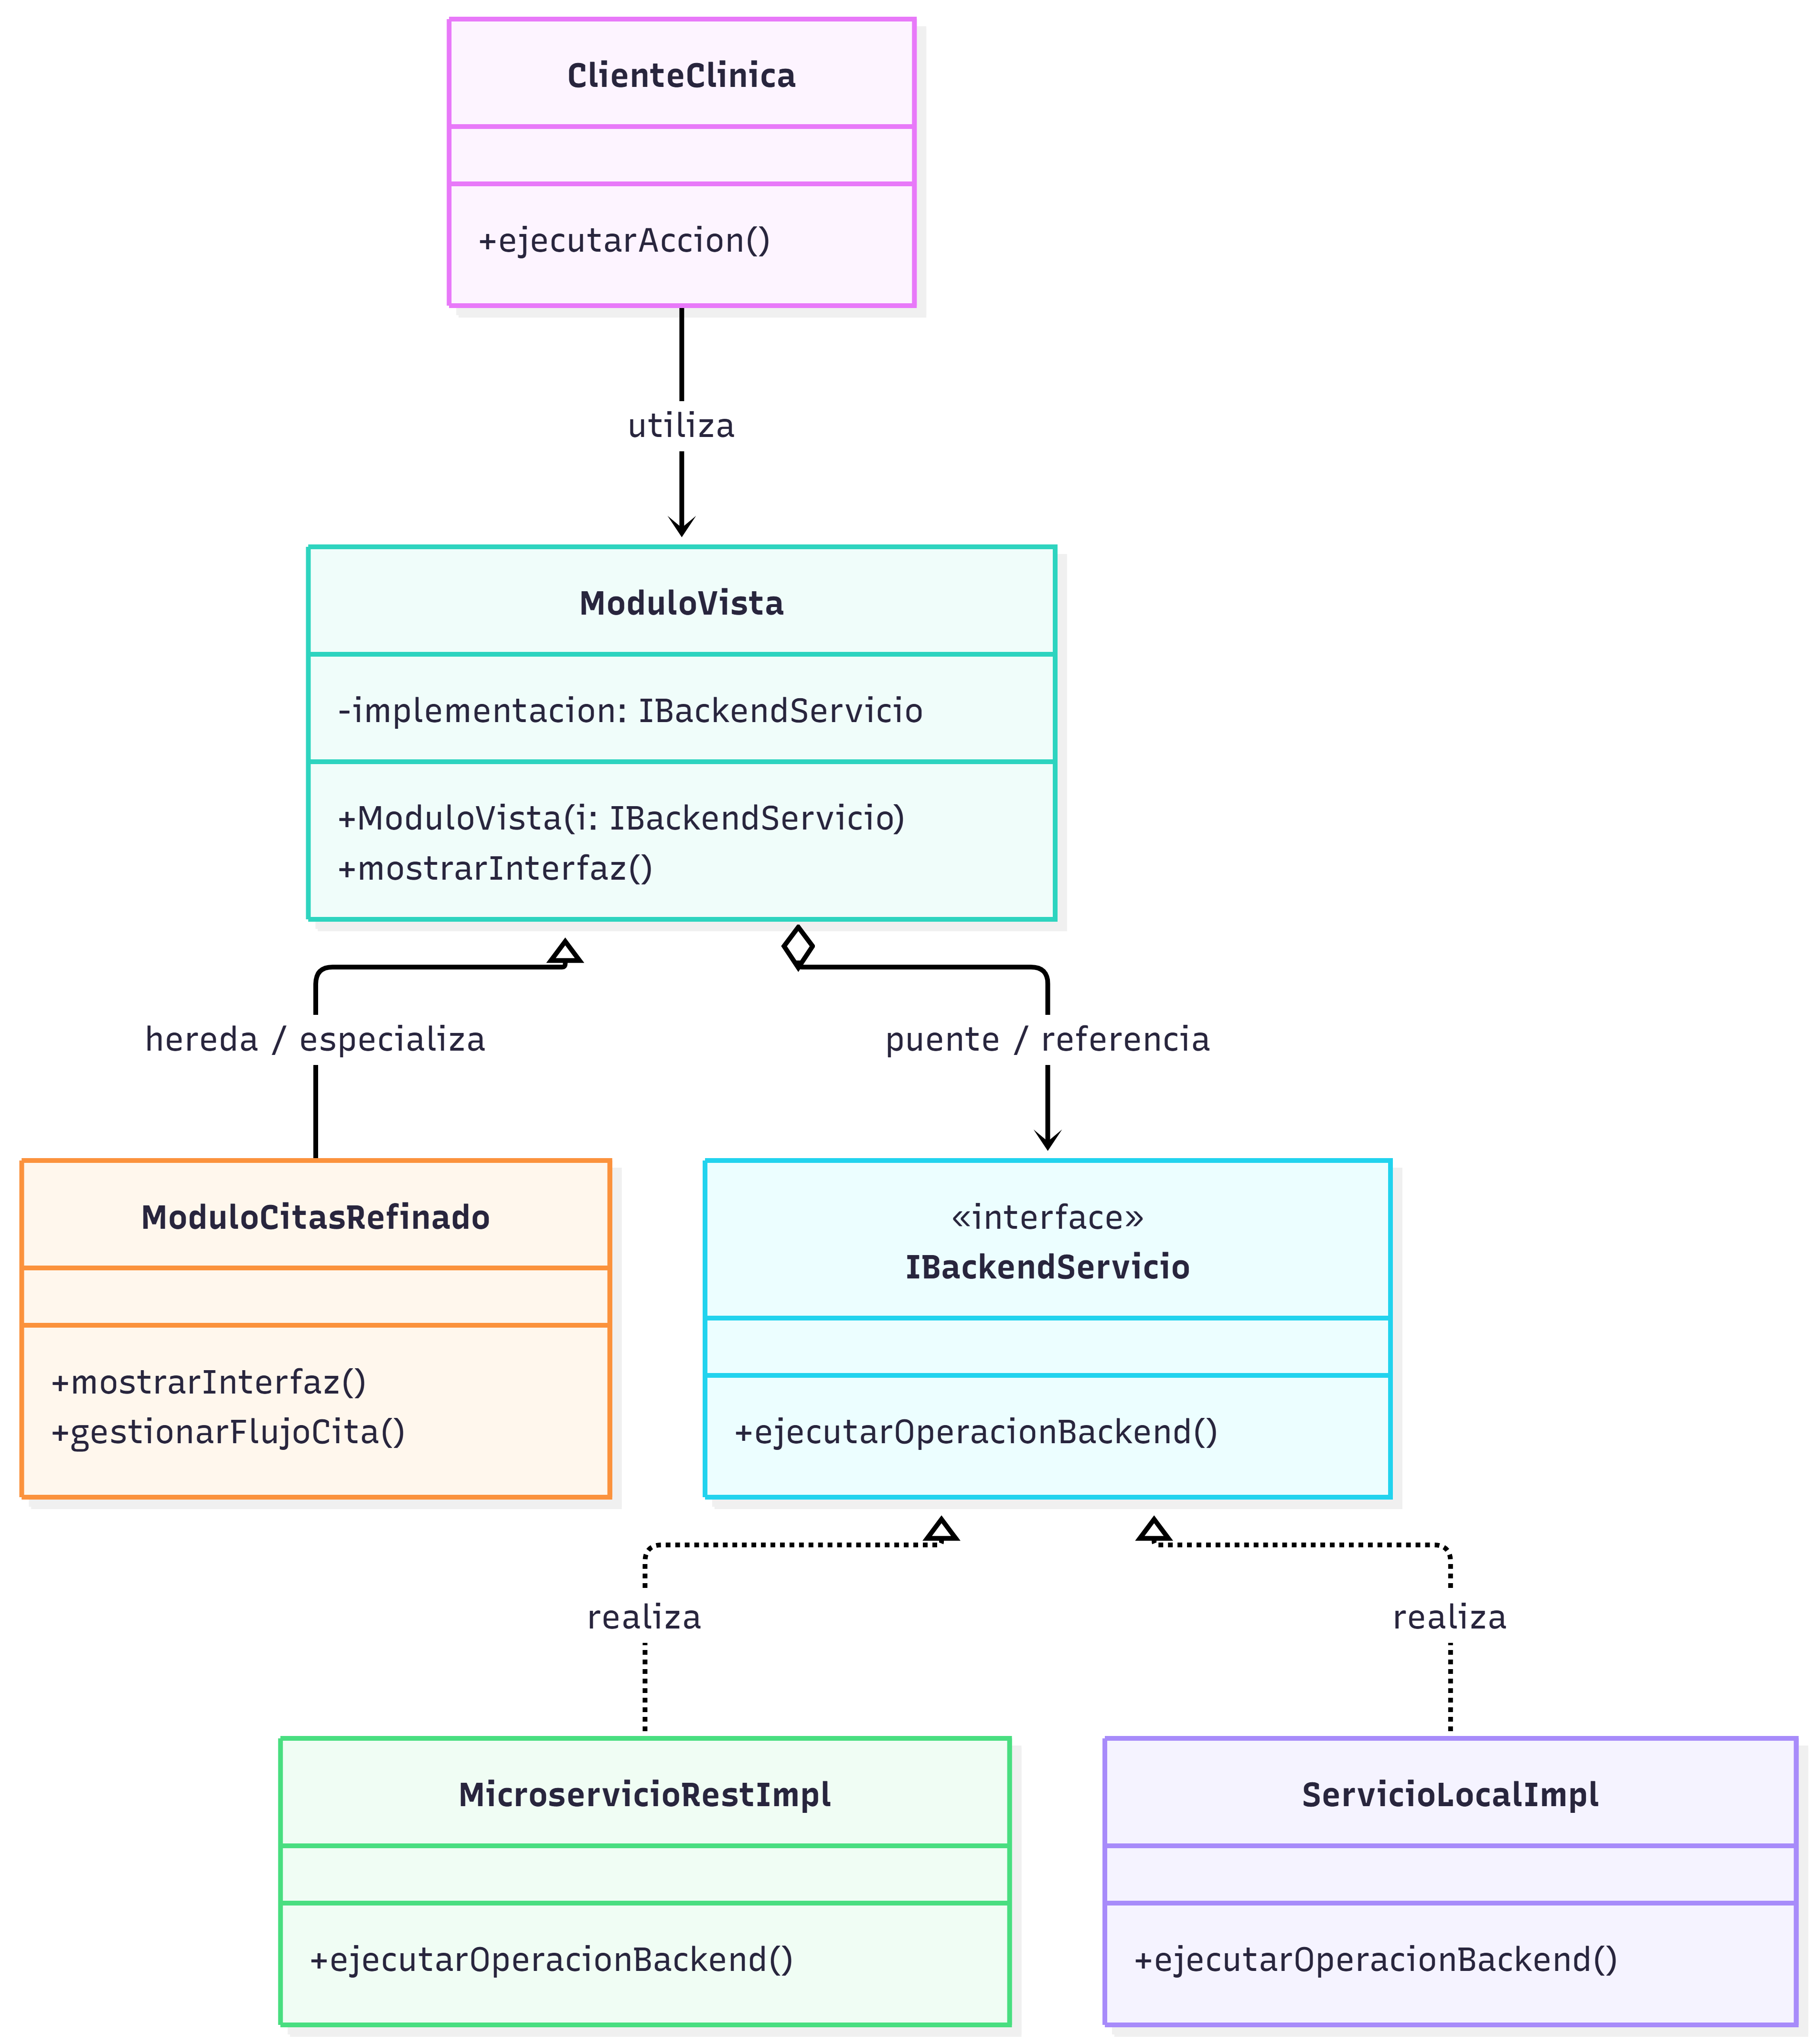 ClienteClinica
+ejecutarAccion()
utiliza
ModuloVista
-implementacion: IBackendServicio
+ModuloVista(i: IBackendServicio)
+mostrarInterfaz()
hereda / especializa
puente / referencia
ModuloCitasRefinado
+mostrarInterfaz()
+gestionarFlujoCita()
«interface»
IBackendServicio
+ejecutarOperacionBackend()
realiza
realiza
MicroservicioRestImpl
+ejecutarOperacionBackend()
ServicioLocalImpl
+ejecutarOperacionBackend()